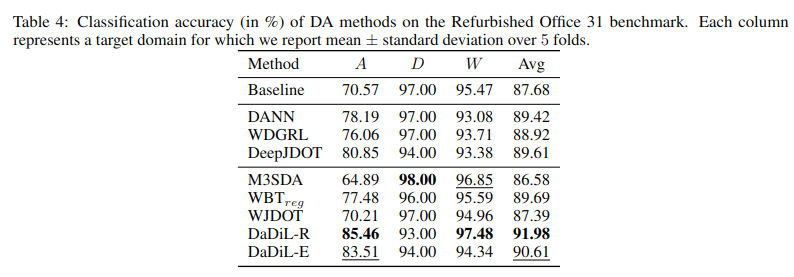 Table 4: Classification accuracy (in %) of DA methods on the Refurbished Office 31 benchmark. Each column
represents a target domain for which we report mean ± standard deviation over 5 folds.
Method A D W Avg
Baseline 70.57 97.00 95.47 87.68
DANN 78.19 97.00 93.08 89.42
WDGRL 76.06 97.00 93.71 88.92
DeepJDOT 80.85 94.00 93.38 89.61
M3SDA 64.89 98.00 96.85 86.58
WBTreg 77.48 96.00 95.59 89.69
WJDOT 70.21 97.00 94.96 87.39
DaDiL-R 85.46 93.00 97.48 91.98
DaDiL-E 83.51 94.00 94.34 90.61